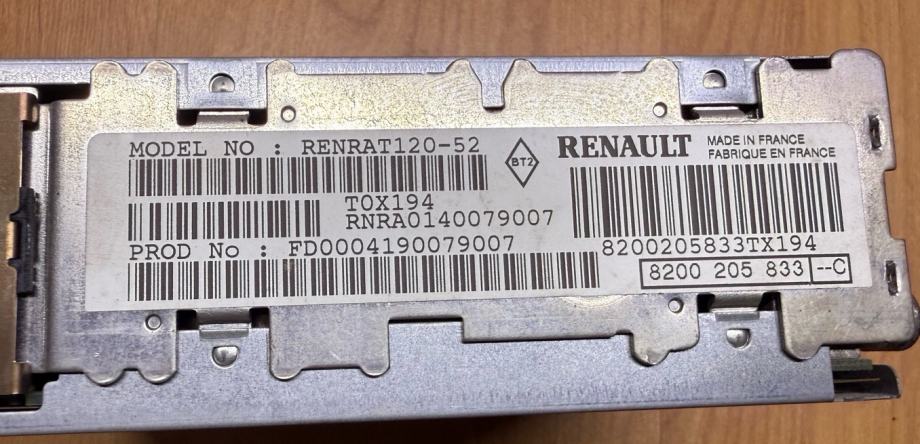 MODEL NO : RENRAT120-52
BT2
RENAULT
MADE IN FRANCE
FABRIQUE EN FRANCE
T0X194
RNRA0140079007
PROD No : FD0004190079007
8200205833TX194
8200 205 833 --C